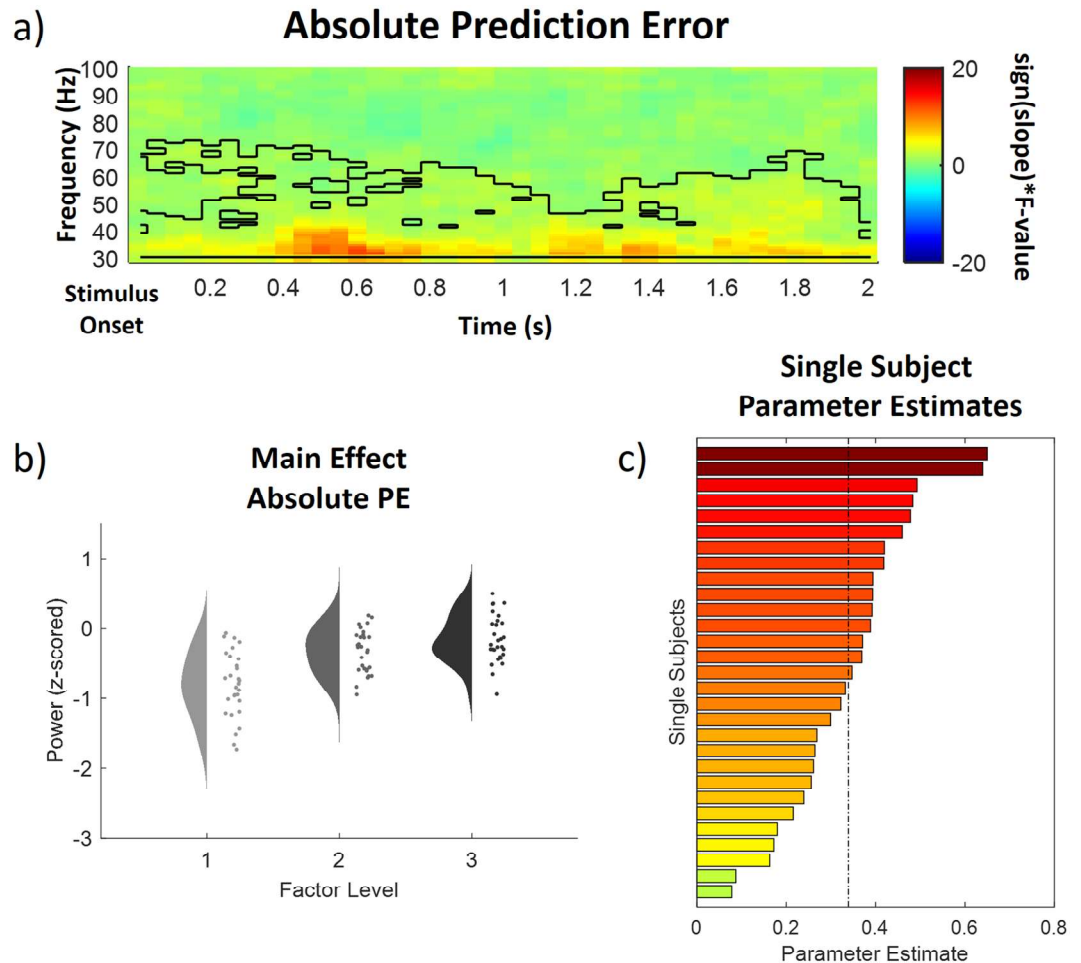 a)
Absolute Prediction Error
Frequency (Hz)
100
90
80
70
60
50
40
30
0.2 0.4 0.6 0.8 1 1.2 1.4 1.6 1.8 2
Stimulus
Onset
Time (s)
20
10
0
-10
-20
sign(slope)*F-value
b)
Main Effect
Absolute PE
Power (z-scored)
1
0
-1
-2
-3
1 2 3
Factor Level
Single Subject
Parameter Estimates
c)
Single Subjects
0 0.2 0.4 0.6 0.8
Parameter Estimate